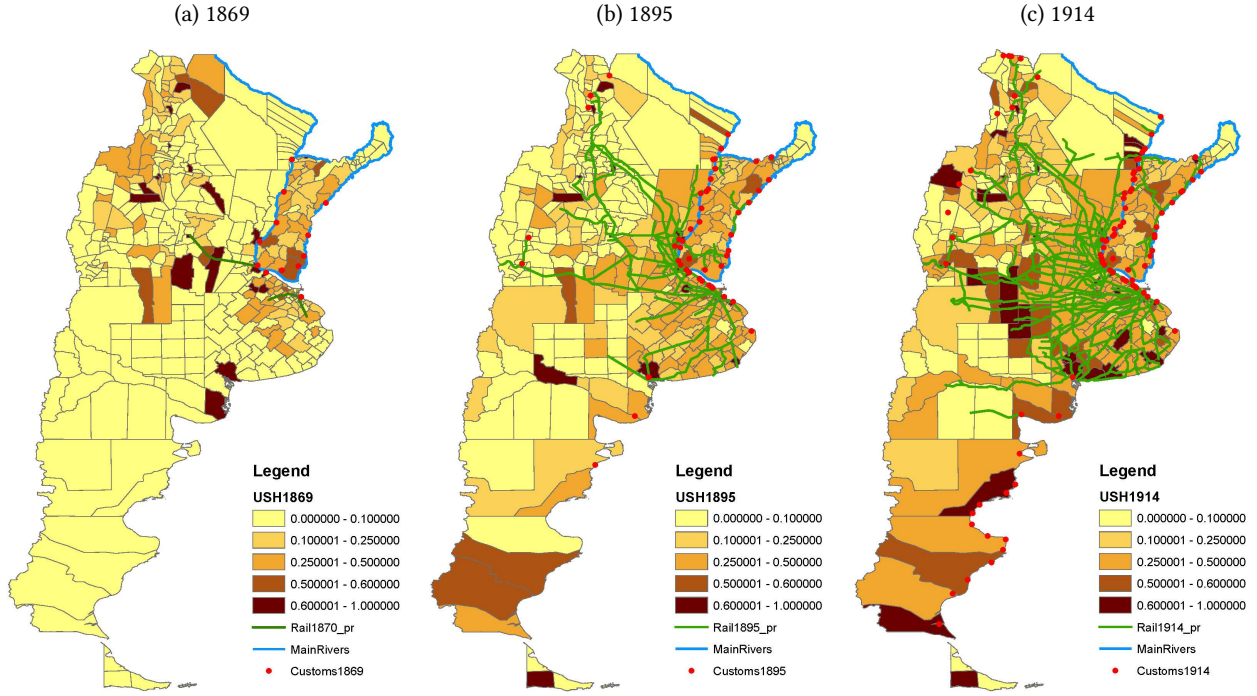 (a) 1869
(b) 1895
(c) 1914
Legend
USH1869
0.000000 - 0.100000
0.100001 - 0.250000
0.250001 - 0.500000
0.500001 - 0.600000
0.600001 - 1.000000
Rail1870_pr
MainRivers
Customs1869
Legend
USH1895
0.000000 - 0.100000
0.100001 - 0.250000
0.250001 - 0.500000
0.500001 - 0.600000
0.600001 - 1.000000
Rail1895_pr
MainRivers
Customs1895
Legend
USH1914
0.000000 - 0.100000
0.100001 - 0.250000
0.250001 - 0.500000
0.500001 - 0.600000
0.600001 - 1.000000
Rail1914_pr
MainRivers
Customs1914